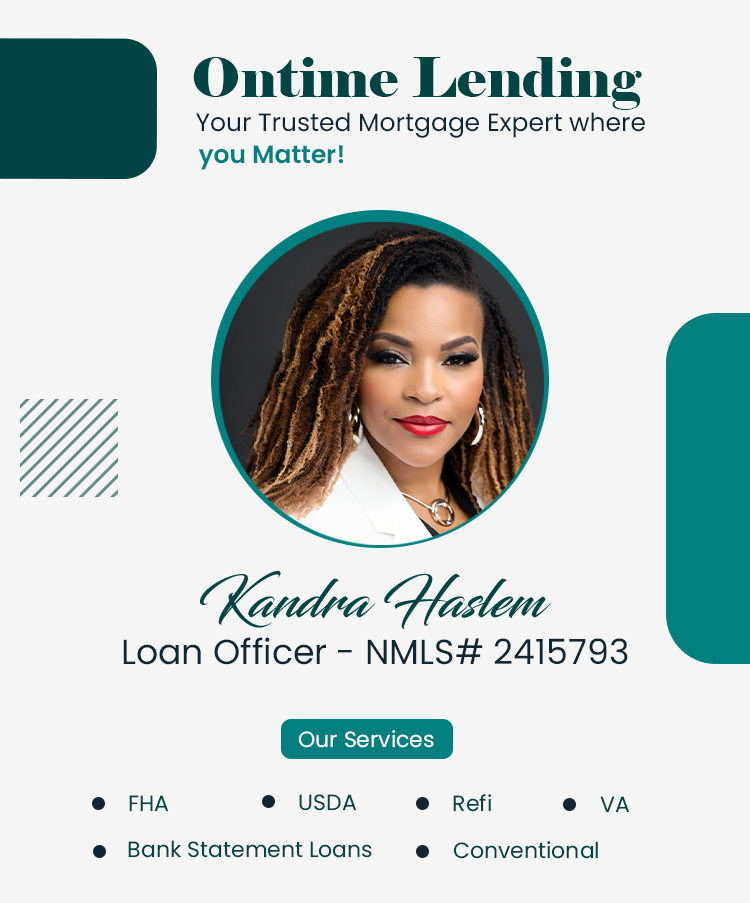 Ontime Lending
Your Trusted Mortgage Expert where
you Matter!
Kandra Haslem
Loan Officer - NMLS# 2415793
Our Services
FHA USDA Refi VA
Bank Statement Loans Conventional